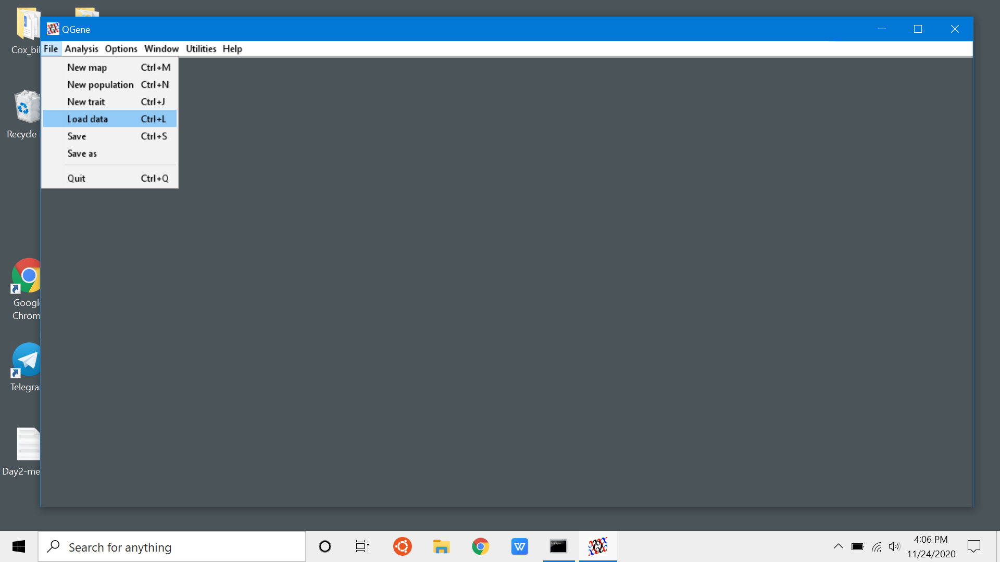 QGene
File Analysis Options Window Utilities Help
New map Ctrl+M
New population Ctrl+N
New trait Ctrl+J
Load data Ctrl+L
Save Ctrl+S
Save as
Quit Ctrl+Q
Cox_bil
Recycle
Google
Chrom
Telegra
Day2-me
Search for anything
4:06 PM
11/24/2020